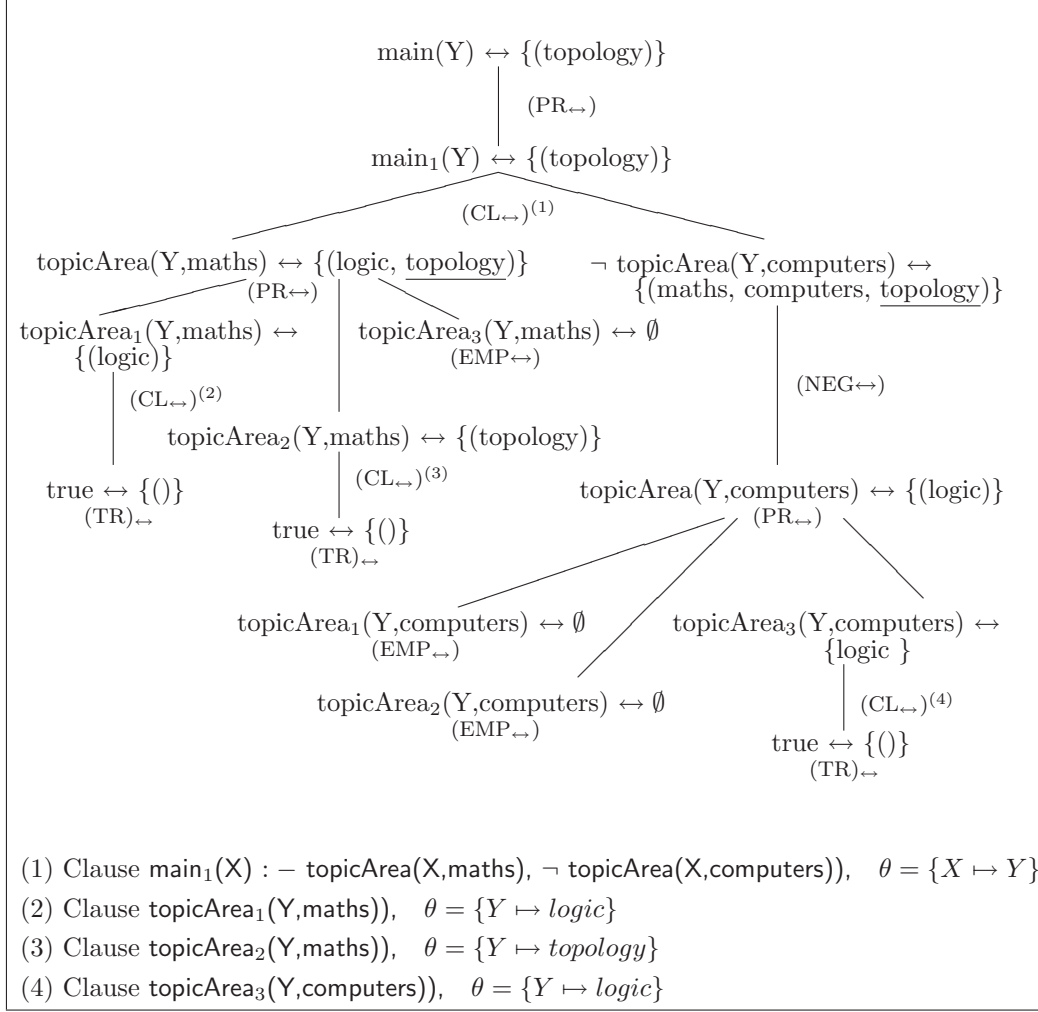 main(Y) ↔ {(topology)}
(PR↔)
main₁(Y) ↔ {(topology)}
(CL↔)⁽¹⁾
topicArea(Y,maths) ↔ {(logic, topology)}
(PR↔)
¬ topicArea(Y,computers) ↔
{(maths, computers, topology)}
topicArea₁(Y,maths) ↔
{(logic)}
topicArea₃(Y,maths) ↔ ∅
(EMP↔)
(CL↔)⁽²⁾
(NEG↔)
topicArea₂(Y,maths) ↔ {(topology)}
(CL↔)⁽³⁾
true ↔ {()}
(TR)↔
topicArea(Y,computers) ↔ {(logic)}
(PR↔)
true ↔ {()}
(TR)↔
topicArea₁(Y,computers) ↔ ∅
(EMP↔)
topicArea₃(Y,computers) ↔
{logic }
topicArea₂(Y,computers) ↔ ∅
(EMP↔)
(CL↔)⁽⁴⁾
true ↔ {()}
(TR)↔
(1) Clause main₁(X) : − topicArea(X,maths), ¬ topicArea(X,computers)), θ = {X ↦ Y}
(2) Clause topicArea₁(Y,maths)), θ = {Y ↦ logic}
(3) Clause topicArea₂(Y,maths)), θ = {Y ↦ topology}
(4) Clause topicArea₃(Y,computers)), θ = {Y ↦ logic}